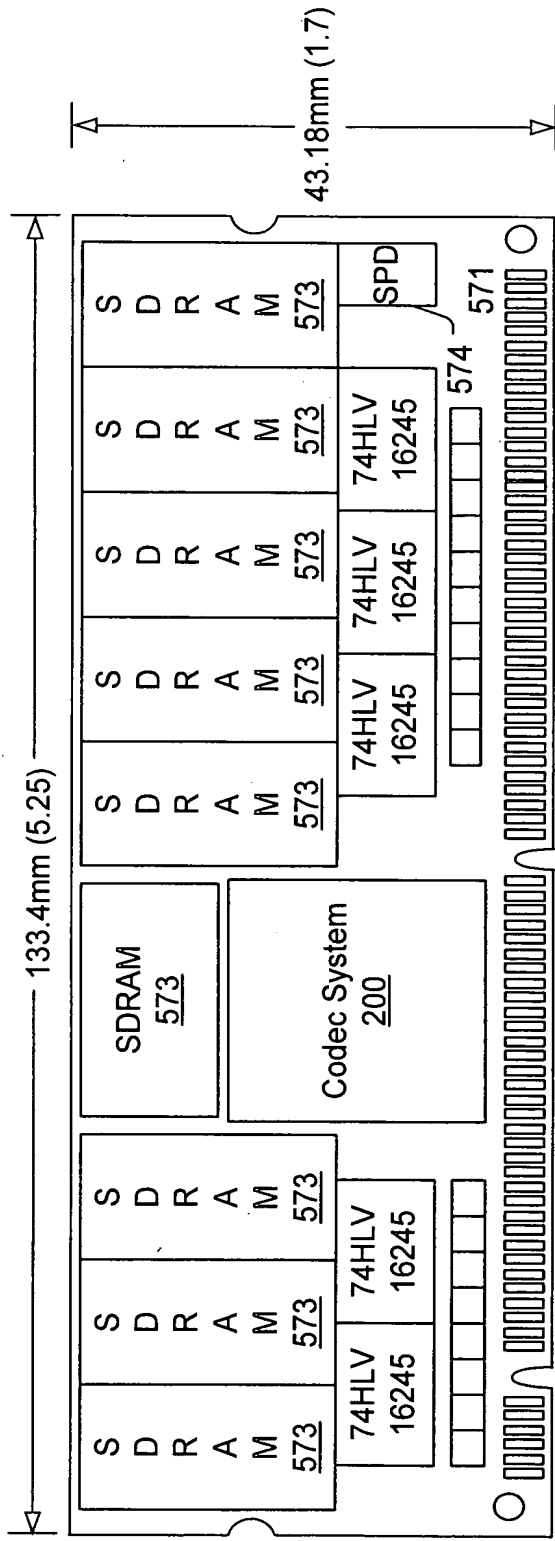 133.4mm (5.25)
43.18mm (1.7)
S D R A M 573
S D R A M 573
S D R A M 573
SDRAM
573
S D R A M 573
S D R A M 573
S D R A M 573
S D R A M 573
S D R A M 573
Codec System
200
74HLV
16245
74HLV
16245
74HLV
16245
74HLV
16245
74HLV
16245
SPD
574
571